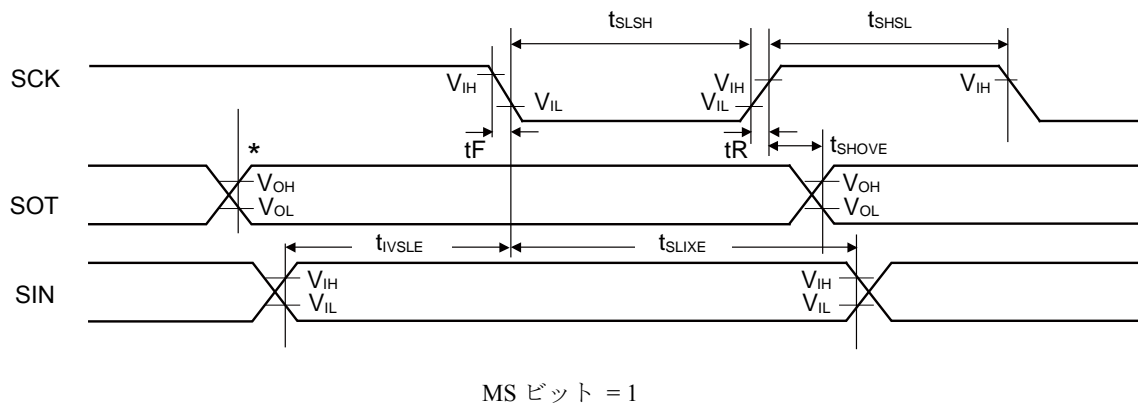 tSLSH
tSHSL
SCK
VIH
VIL
VIH
VIL
VIH
tF
tR
tSHOVE
*
SOT
VOH
VOL
VOH
VOL
tIVSLE
tSLIXE
SIN
VIH
VIL
VIH
VIL
MS ビット = 1